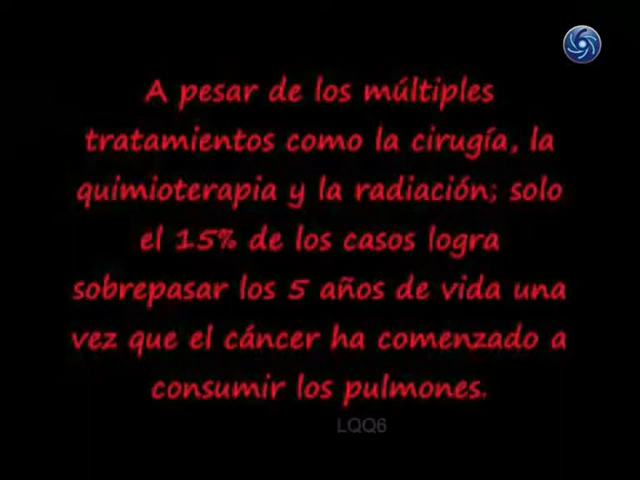 A pesar de los múltiples
tratamientos como la cirugía, la
quimioterapia y la radiación; solo
el 15% de los casos logra
sobrepasar los 5 años de vida una
vez que el cáncer ha comenzado a
consumir los pulmones.
LQQ6